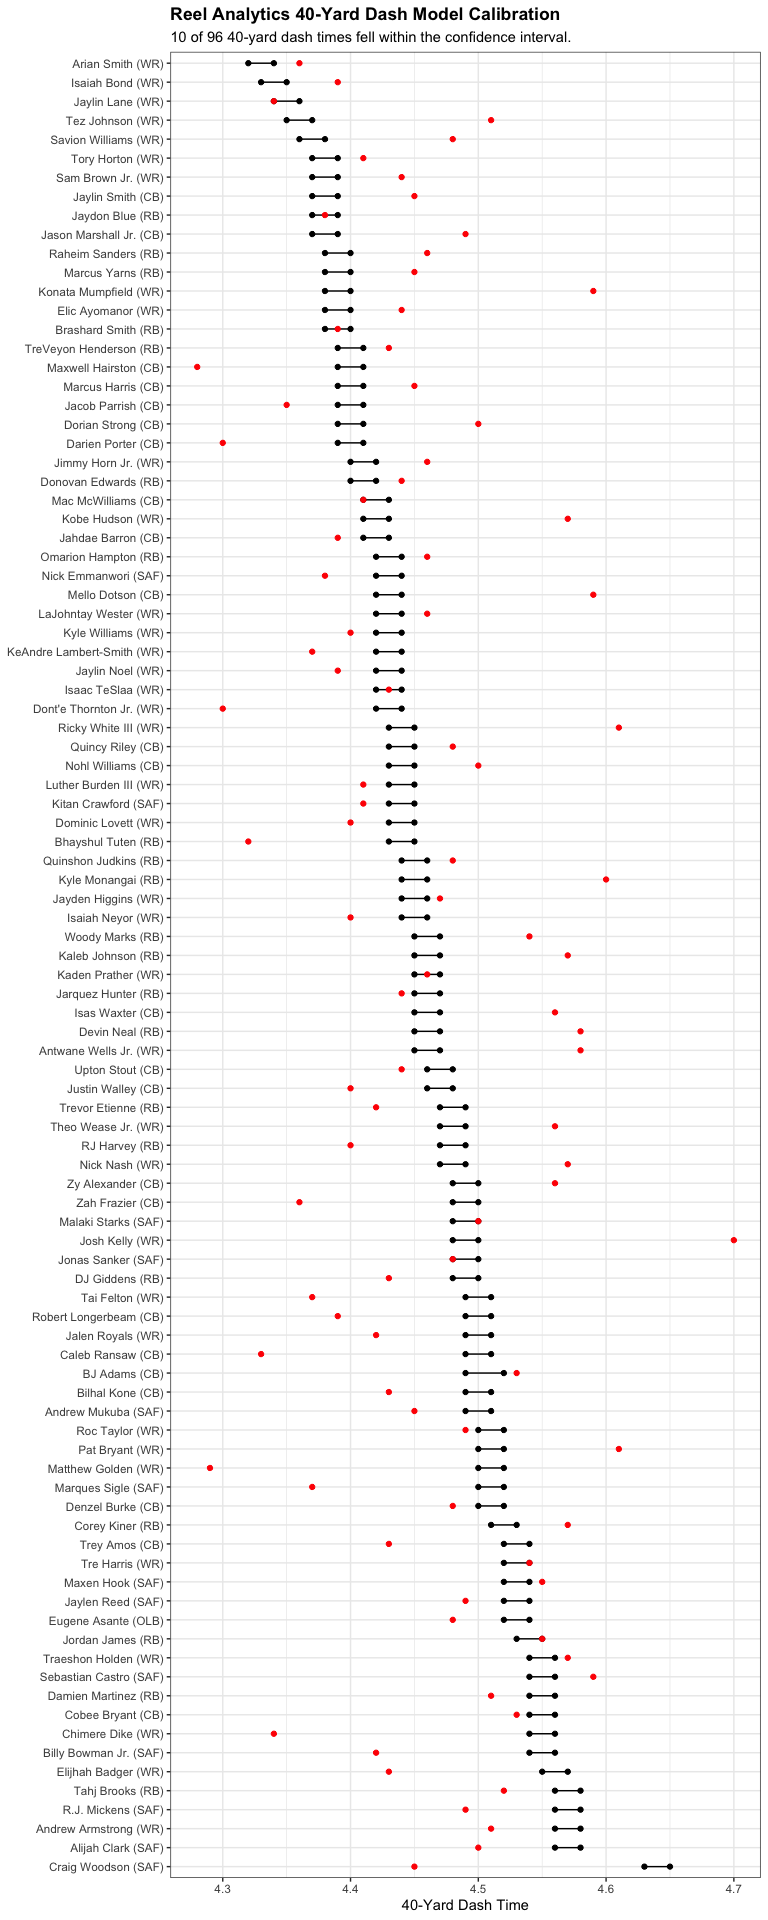 Reel Analytics 40-Yard Dash Model Calibration
10 of 96 40-yard dash times fell within the confidence interval.
Arian Smith (WR)
Isaiah Bond (WR)
Jaylin Lane (WR)
Tez Johnson (WR)
Savion Williams (WR)
Tory Horton (WR)
Sam Brown Jr. (WR)
Jaylin Smith (CB)
Jaydon Blue (RB)
Jason Marshall Jr. (CB)
Raheim Sanders (RB)
Marcus Yarns (RB)
Konata Mumpfield (WR)
Elic Ayomanor (WR)
Brashard Smith (RB)
TreVeyon Henderson (RB)
Maxwell Hairston (CB)
Marcus Harris (CB)
Jacob Parrish (CB)
Dorian Strong (CB)
Darien Porter (CB)
Jimmy Horn Jr. (WR)
Donovan Edwards (RB)
Mac McWilliams (CB)
Kobe Hudson (WR)
Jahdae Barron (CB)
Omarion Hampton (RB)
Nick Emmanwori (SAF)
Mello Dotson (CB)
LaJohntay Wester (WR)
Kyle Williams (WR)
KeAndre Lambert-Smith (WR)
Jaylin Noel (WR)
Isaac TeSlaa (WR)
Dont'e Thornton Jr. (WR)
Ricky White III (WR)
Quincy Riley (CB)
Nohl Williams (CB)
Luther Burden III (WR)
Kitan Crawford (SAF)
Dominic Lovett (WR)
Bhayshul Tuten (RB)
Quinshon Judkins (RB)
Kyle Monangai (RB)
Jayden Higgins (WR)
Isaiah Neyor (WR)
Woody Marks (RB)
Kaleb Johnson (RB)
Kaden Prather (WR)
Jarquez Hunter (RB)
Isas Waxter (CB)
Devin Neal (RB)
Antwane Wells Jr. (WR)
Upton Stout (CB)
Justin Walley (CB)
Trevor Etienne (RB)
Theo Wease Jr. (WR)
RJ Harvey (RB)
Nick Nash (WR)
Zy Alexander (CB)
Zah Frazier (CB)
Malaki Starks (SAF)
Josh Kelly (WR)
Jonas Sanker (SAF)
DJ Giddens (RB)
Tai Felton (WR)
Robert Longerbeam (CB)
Jalen Royals (WR)
Caleb Ransaw (CB)
BJ Adams (CB)
Bilhal Kone (CB)
Andrew Mukuba (SAF)
Roc Taylor (WR)
Pat Bryant (WR)
Matthew Golden (WR)
Marques Sigle (SAF)
Denzel Burke (CB)
Corey Kiner (RB)
Trey Amos (CB)
Tre Harris (WR)
Maxen Hook (SAF)
Jaylen Reed (SAF)
Eugene Asante (OLB)
Jordan James (RB)
Traeshon Holden (WR)
Sebastian Castro (SAF)
Damien Martinez (RB)
Cobee Bryant (CB)
Chimere Dike (WR)
Billy Bowman Jr. (SAF)
Elijhah Badger (WR)
Tahj Brooks (RB)
R.J. Mickens (SAF)
Andrew Armstrong (WR)
Alijah Clark (SAF)
Craig Woodson (SAF)
4.3 4.4 4.5 4.6 4.7
40-Yard Dash Time